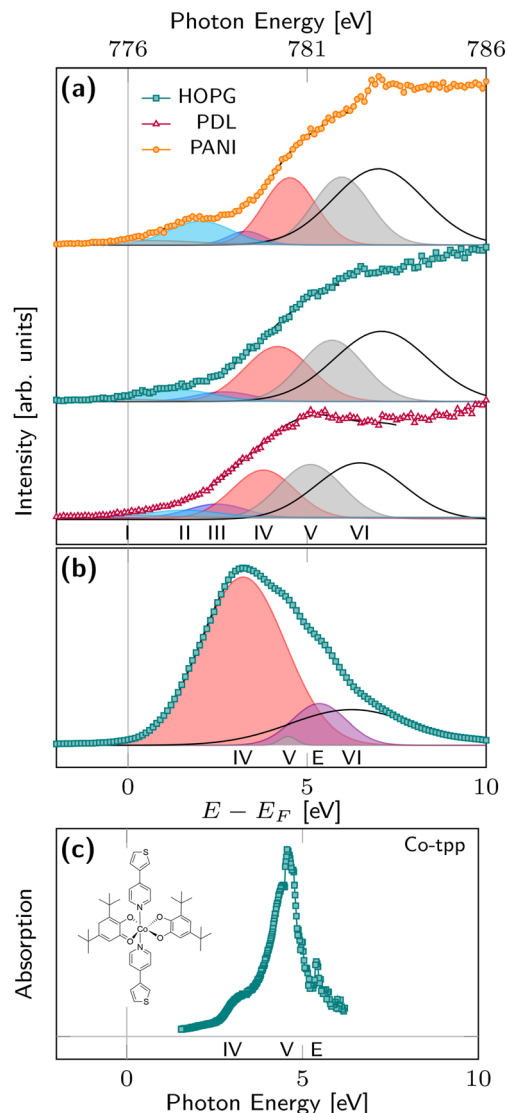 Photon Energy [eV]
776 781 786
(a)
HOPG
PDL
PANI
Intensity [arb. units]
I II III IV V VI
(b)
IV V E VI
0 5 10
E − E_F [eV]
(c) Co-tpp
S
N
O O
Co
O O
N
S
Absorption
IV V E
0 5 10
Photon Energy [eV]